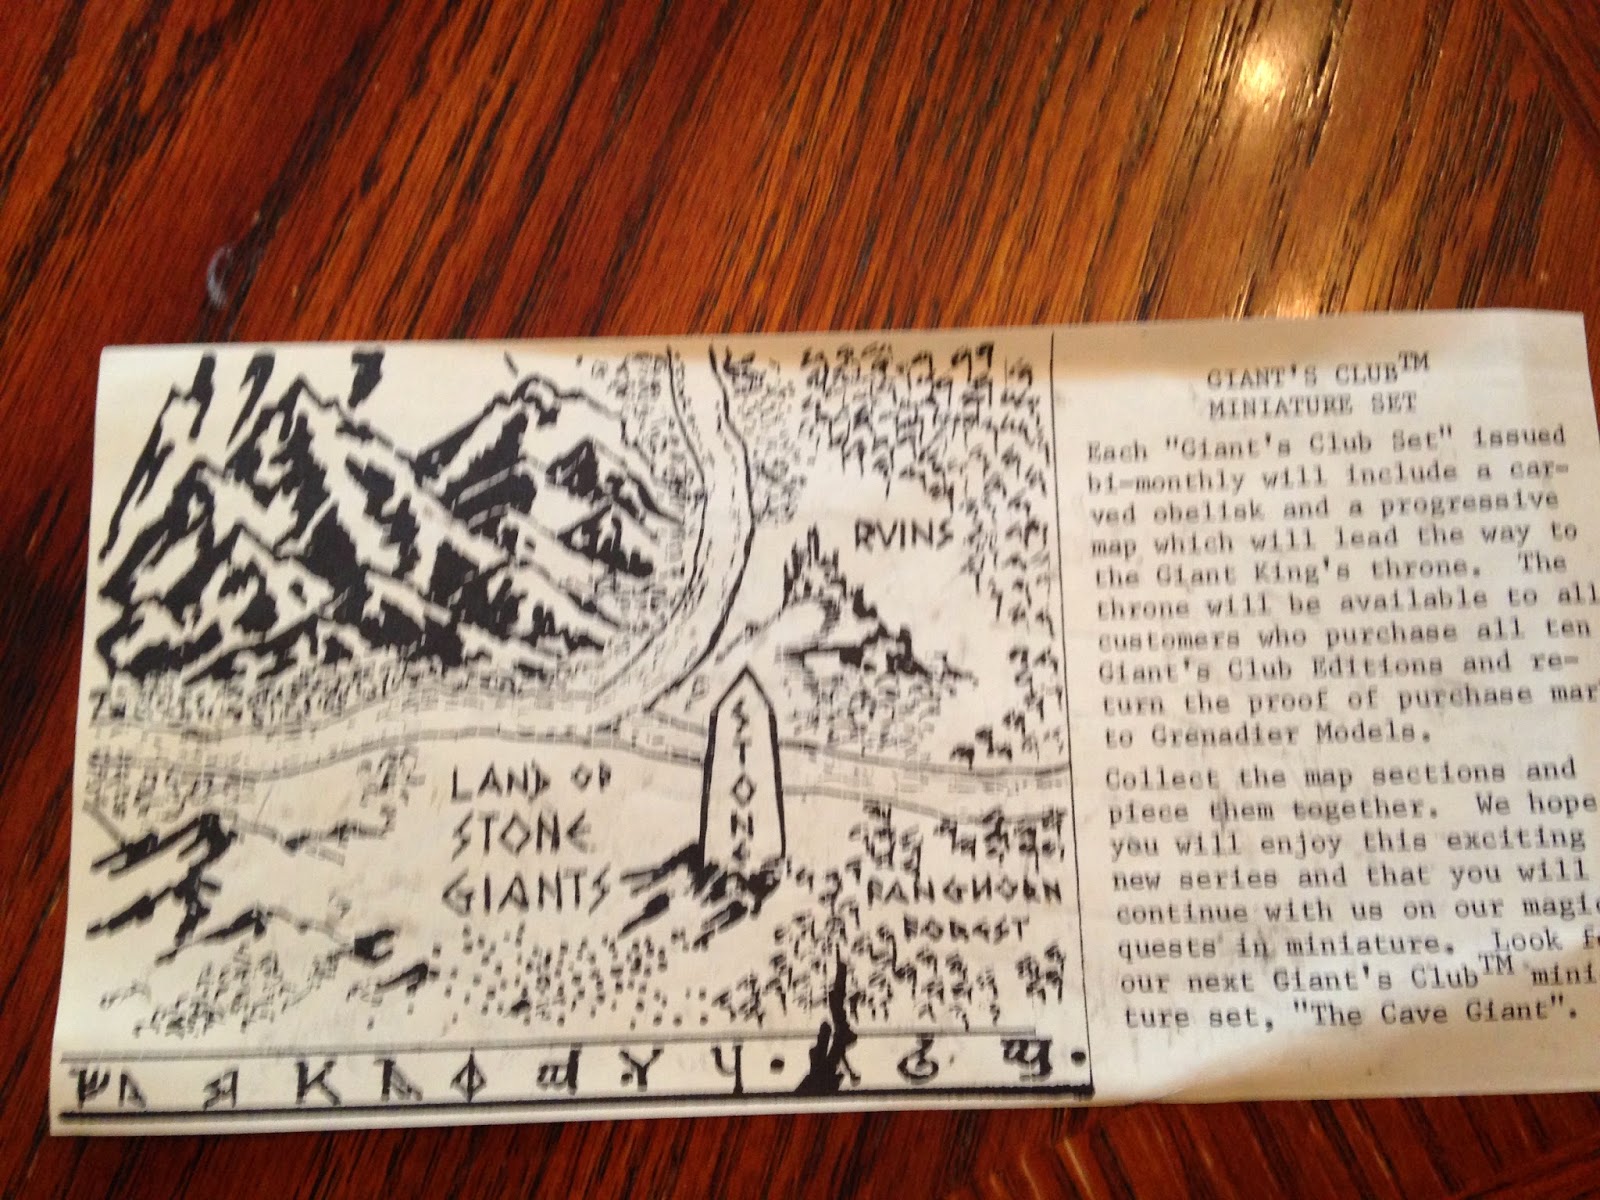 RVINS
LAND OF
STONE
GIANTS
STONE
FANGHORN
FOREST
GIANT'S CLUB™
MINIATURE SET
Each "Giant's Club Set" issued
bi-monthly will include a car-
ved obelisk and a progressive
map which will lead the way to
the Giant King's throne. The
throne will be available to all
customers who purchase all ten
Giant's Club Editions and re-
turn the proof of purchase mar
to Grenadier Models.
Collect the map sections and
piece them together. We hope
you will enjoy this exciting
new series and that you will
continue with us on our magic
quests in miniature. Look f
our next Giant's Club™ mini
ture set, "The Cave Giant".